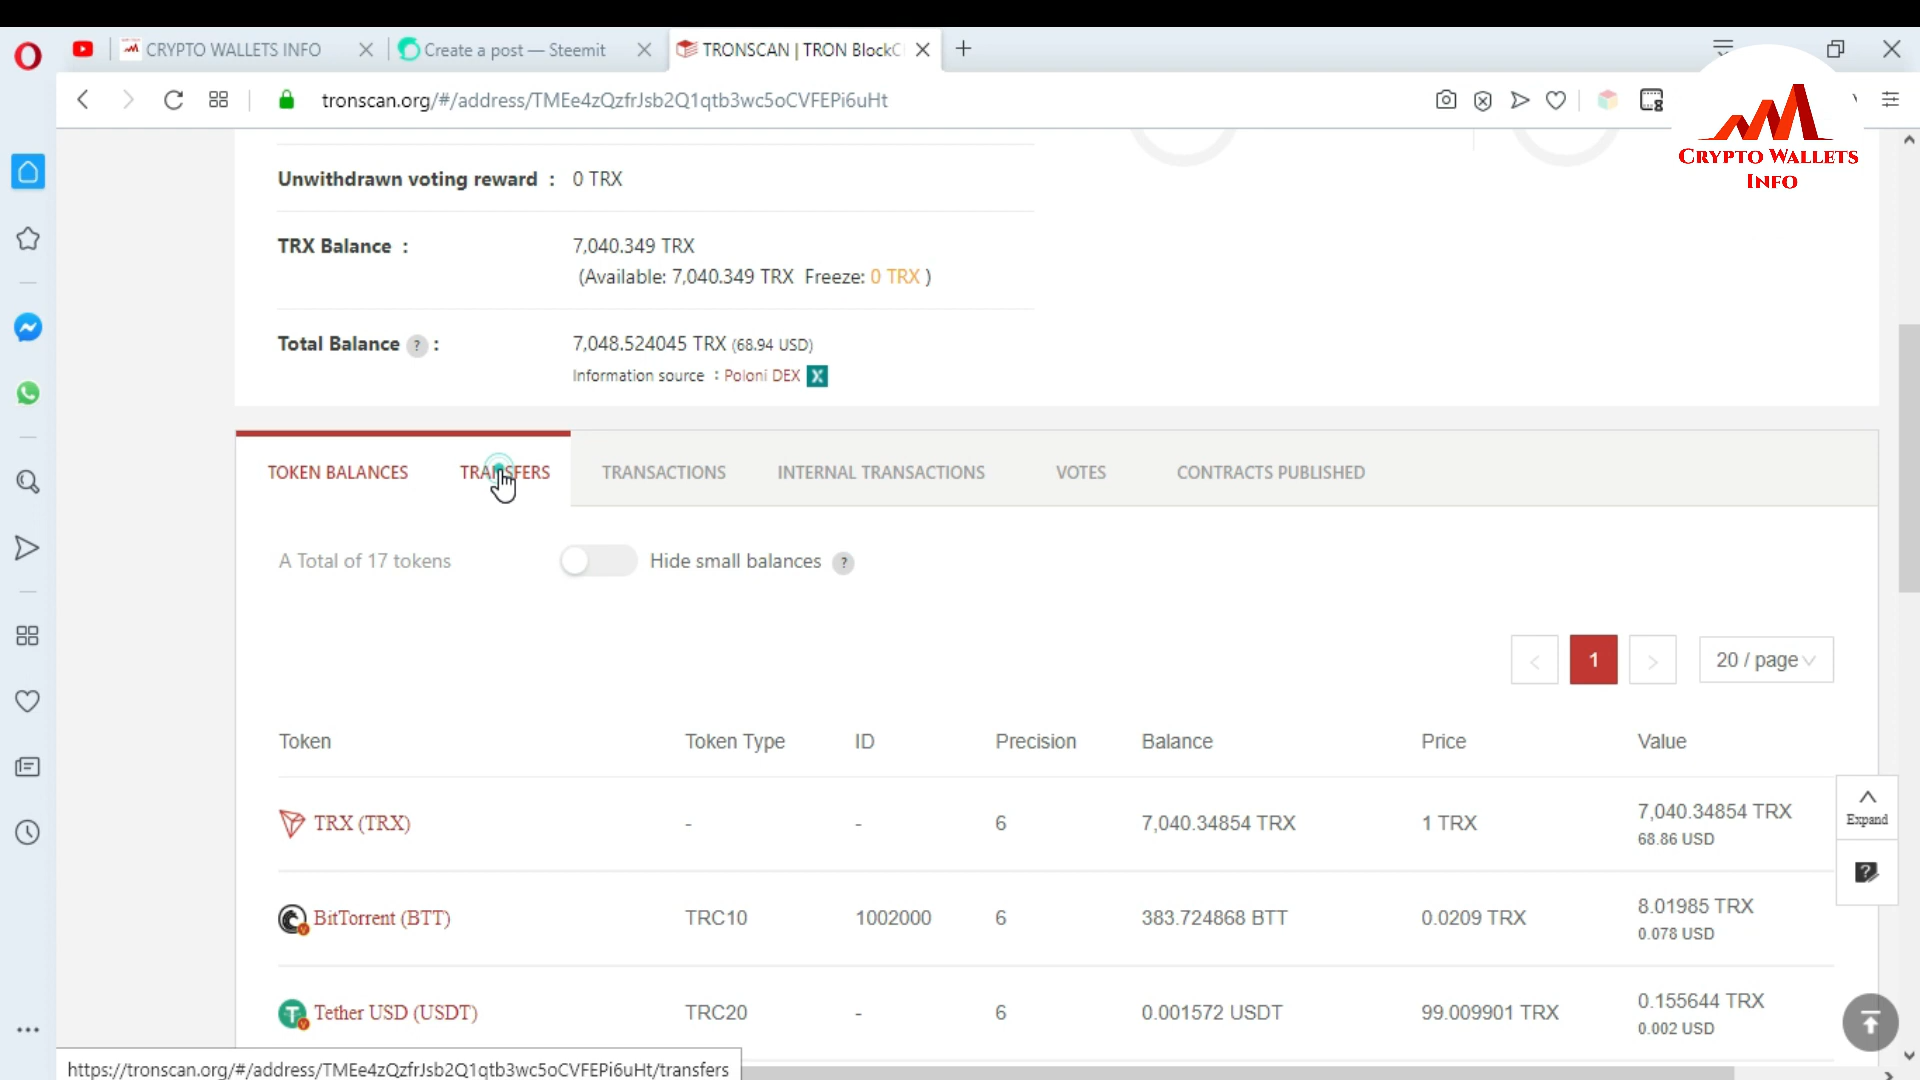 CRYPTO WALLETS INFO
Create a post — Steemit
TRONSCAN | TRON BlockC
tronscan.org/#/address/TMEe4zQzfrJsb2Q1qtb3wc5oCVFEPi6uHt
CRYPTO WALLETS
INFO
Unwithdrawn voting reward : 0 TRX
TRX Balance : 7,040.349 TRX
(Available: 7,040.349 TRX Freeze: 0 TRX )
Total Balance ? : 7,048.524045 TRX (68.94 USD)
Information source : Poloni DEX X
TOKEN BALANCES TRANSFERS TRANSACTIONS INTERNAL TRANSACTIONS VOTES CONTRACTS PUBLISHED
A Total of 17 tokens Hide small balances ?
< 1 > 20 / page
Token Token Type ID Precision Balance Price Value
TRX (TRX) - - 6 7,040.34854 TRX 1 TRX 7,040.34854 TRX
68.86 USD
Expand
BitTorrent (BTT) TRC10 1002000 6 383.724868 BTT 0.0209 TRX 8.01985 TRX
0.078 USD
Tether USD (USDT) TRC20 - 6 0.001572 USDT 99.009901 TRX 0.155644 TRX
0.002 USD
https://tronscan.org/#/address/TMEe4zQzfrJsb2Q1qtb3wc5oCVFEPi6uHt/transfers